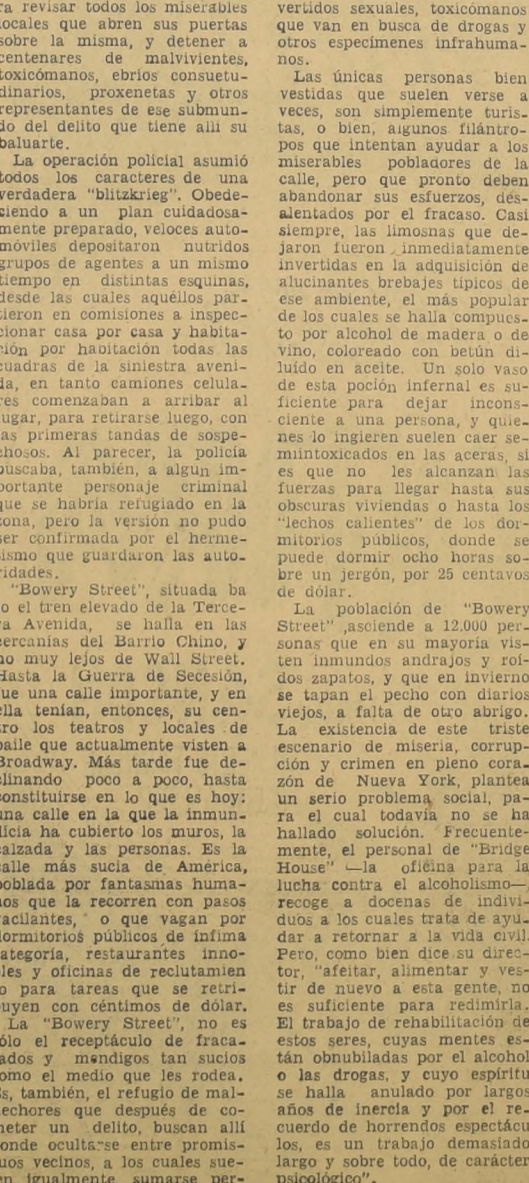 ra revisar todos los miserables
locales que abren sus puertas
sobre la misma, y detener a
centenares de malvivientes,
toxicómanos, ebrios consuetu-
dinarios, proxenetas y otros
representantes de ese submun-
do del delito que tiene allí su
baluarte.
La operación policial asumió
todos los caracteres de una
verdadera "blitzkrieg". Obede-
ciendo a un plan cuidadosa-
mente preparado, veloces auto-
móviles depositaron nutridos
grupos de agentes a un mismo
tiempo en distintas esquinas,
desde las cuales aquéllos par-
tieron en comisiones a inspec-
cionar casa por casa y habita-
ción por habitación todas las
cuadras de la siniestra aveni-
da, en tanto camiones celula-
res comenzaban a arribar al
lugar, para retirarse luego, con
las primeras tandas de sospe-
chosos. Al parecer, la policía
buscaba, también, a algun im-
portante personaje criminal
que se habría refugiado en la
zona, pero la versión no pudo
ser confirmada por el herme-
tismo que guardaron las auto-
ridades.
"Bowery Street", situada ba
jo el tren elevado de la Terce-
ra Avenida, se halla en las
cercanías del Barrio Chino, y
no muy lejos de Wall Street.
Hasta la Guerra de Secesión,
fue una calle importante, y en
ella tenían, entonces, su cen-
tro los teatros y locales de
baile que actualmente visten a
Broadway. Más tarde fue de-
clinando poco a poco, hasta
constituirse en lo que es hoy:
una calle en la que la inmun-
dicia ha cubierto los muros, la
calzada y las personas. Es la
calle más sucia de América,
poblada por fantasmas huma-
nos que la recorren con pasos
vacilantes, o que vagan por
dormitorios públicos de ínfima
categoría, restaurantes inno-
bles y oficinas de reclutamien
to para tareas que se retri-
buyen con céntimos de dólar.
La "Bowery Street", no es
sólo el receptáculo de fraca-
sados y mendigos tan sucios
como el medio que les rodea.
Es, también, el refugio de mal-
hechores que después de co-
meter un delito, buscan allí
donde ocultarse entre promis-
cuos vecinos, a los cuales sue-
len igualmente sumarse per-
vertidos sexuales, toxicómanos
que van en busca de drogas y
otros especímenes infrahuma-
nos.
Las únicas personas bien
vestidas que suelen verse a
veces, son simplemente turis-
tas, o bien, algunos filántro-
pos que intentan ayudar a los
miserables pobladores de la
calle, pero que pronto deben
abandonar sus esfuerzos, des-
alentados por el fracaso. Casi
siempre, las limosnas que de-
jaron fueron inmediatamente
invertidas en la adquisición de
alucinantes brebajes típicos de
ese ambiente, el más popular
de los cuales se halla compues-
to por alcohol de madera o de
vino, coloreado con betún di-
luído en aceite. Un solo vaso
de esta poción infernal es su-
ficiente para dejar incons-
ciente a una persona, y quie-
nes lo ingieren suelen caer se-
miintoxicados en las aceras, si
es que no les alcanzan las
fuerzas para llegar hasta sus
obscuras viviendas o hasta los
"lechos calientes" de los dor-
mitorios públicos, donde se
puede dormir ocho horas so-
bre un jergón, por 25 centavos
de dólar.
La población de "Bowery
Street" ,asciende a 12.000 per-
sonas que en su mayoría vis-
ten inmundos andrajos y roí-
dos zapatos, y que en invierno
se tapan el pecho con diarios
viejos, a falta de otro abrigo.
La existencia de este triste
escenario de miseria, corrup-
ción y crimen en pleno cora-
zón de Nueva York, plantea
un serio problema social, pa-
ra el cual todavía no se ha
hallado solución. Frecuente-
mente, el personal de "Bridge
House" —la oficina para la
lucha contra el alcoholismo—
recoge a docenas de indivi-
duos a los cuales trata de ayu-
dar a retornar a la vida civil.
Pero, como bien dice su direc-
tor, "afeitar, alimentar y ves-
tir de nuevo a esta gente, no
es suficiente para redimirla.
El trabajo de rehabilitación de
estos seres, cuyas mentes es-
tán obnubiladas por el alcohol
o las drogas, y cuyo espíritu
se halla anulado por largos
años de inercia y por el re-
cuerdo de horrendos espectácu
los, es un trabajo demasiado
largo y sobre todo, de carácter
psicológico".